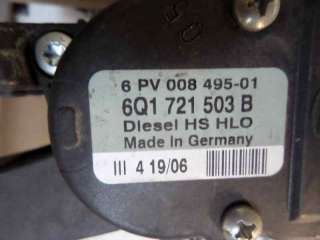 6 PV 008 495-01
6Q1 721 503 B
Diesel HS HLO
Made in Germany
III 4 19/06